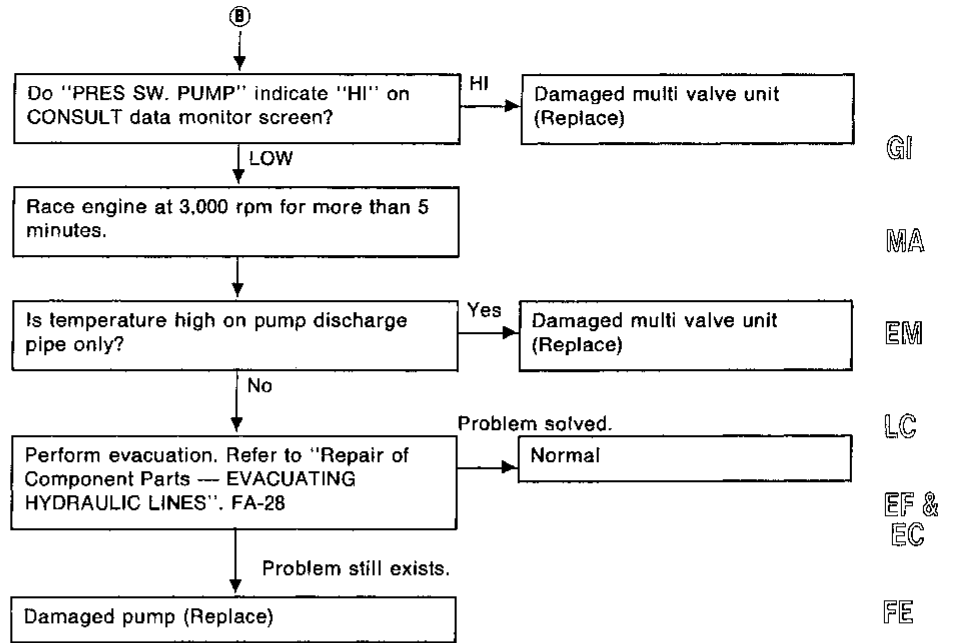 Ⓑ
Do "PRES SW. PUMP" indicate "HI" on
CONSULT data monitor screen?
HI
Damaged multi valve unit
(Replace)
GI
LOW
Race engine at 3,000 rpm for more than 5
minutes.
MA
Is temperature high on pump discharge
pipe only?
Yes
Damaged multi valve unit
(Replace)
EM
No
Problem solved.
LC
Perform evacuation. Refer to "Repair of
Component Parts — EVACUATING
HYDRAULIC LINES". FA-28
Normal
EF &
EC
Problem still exists.
Damaged pump (Replace)
FE